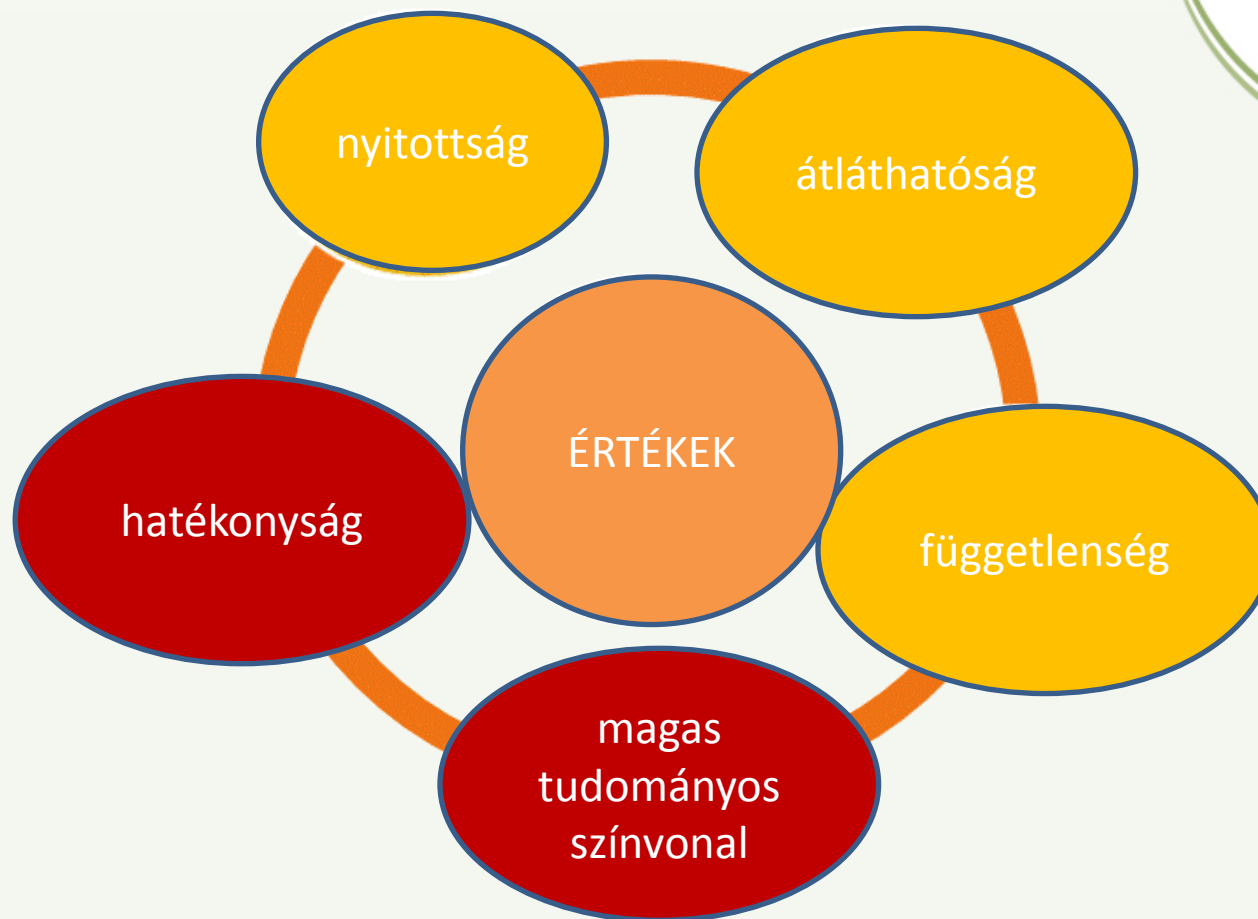 nyitottság
átláthatóság
ÉRTÉKEK
hatékonyság
függetlenség
magas
tudományos
színvonal